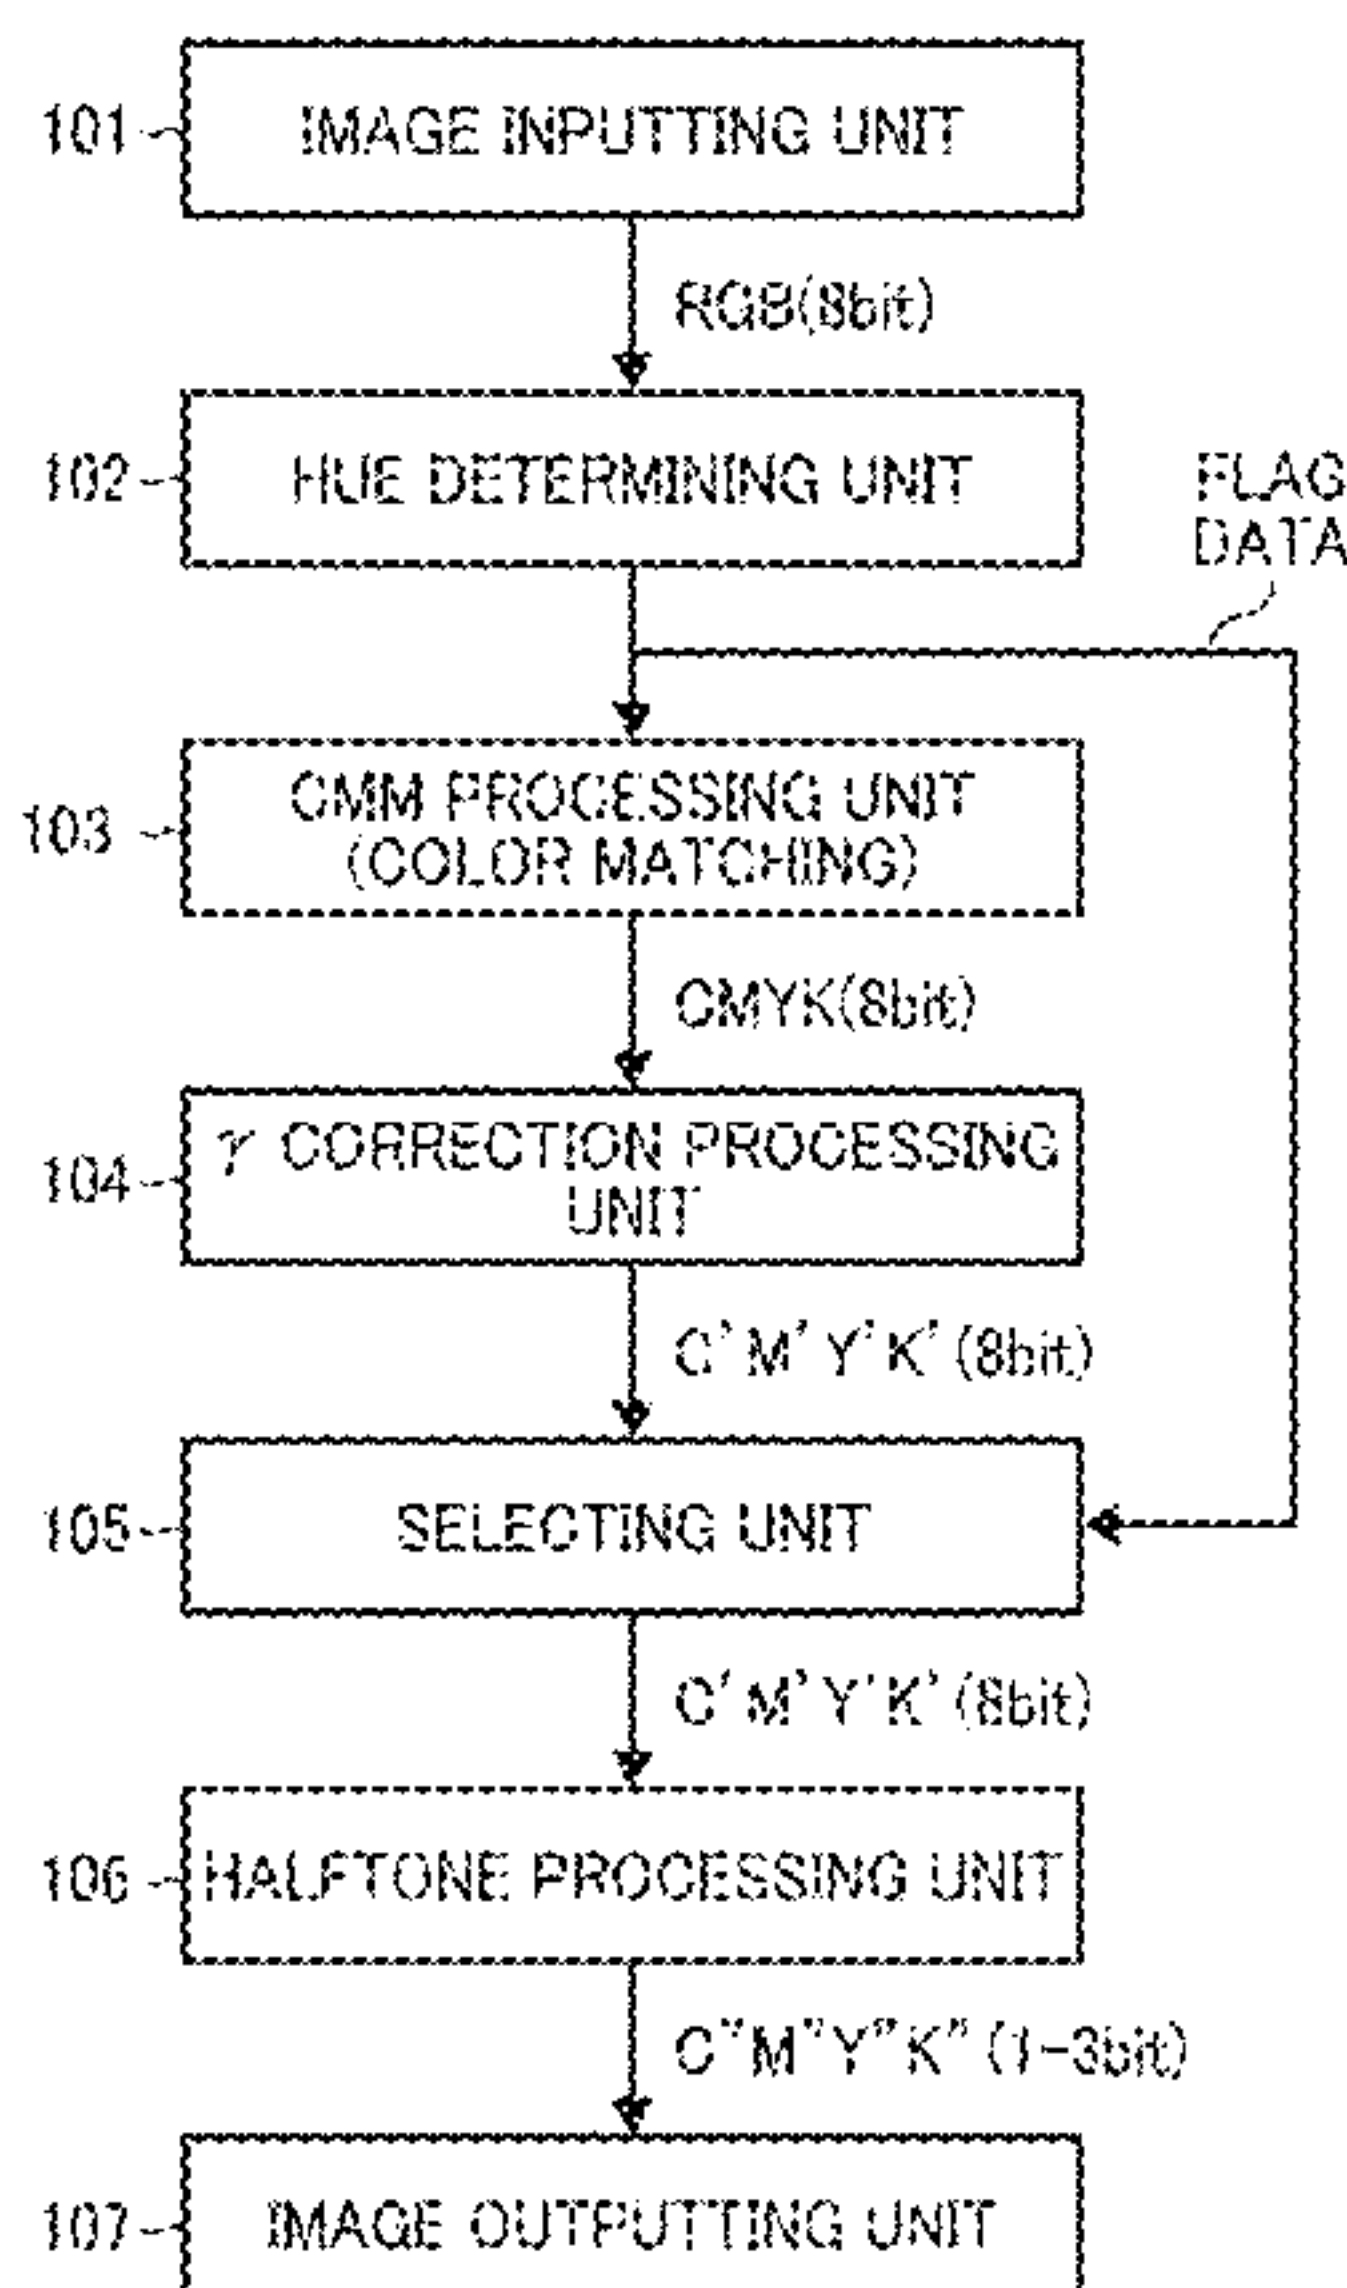 101
IMAGE INPUTTING UNIT
RGB(8bit)
102
HUE DETERMINING UNIT
FLAG
DATA
103
CMM PROCESSING UNIT
(COLOR MATCHING)
CMYK(8bit)
104
γ CORRECTION PROCESSING
UNIT
C'M'Y'K'(8bit)
105
SELECTING UNIT
C'M'Y'K'(8bit)
106
HALFTONE PROCESSING UNIT
C"M"Y"K"(1-3bit)
107
IMAGE OUTPUTTING UNIT